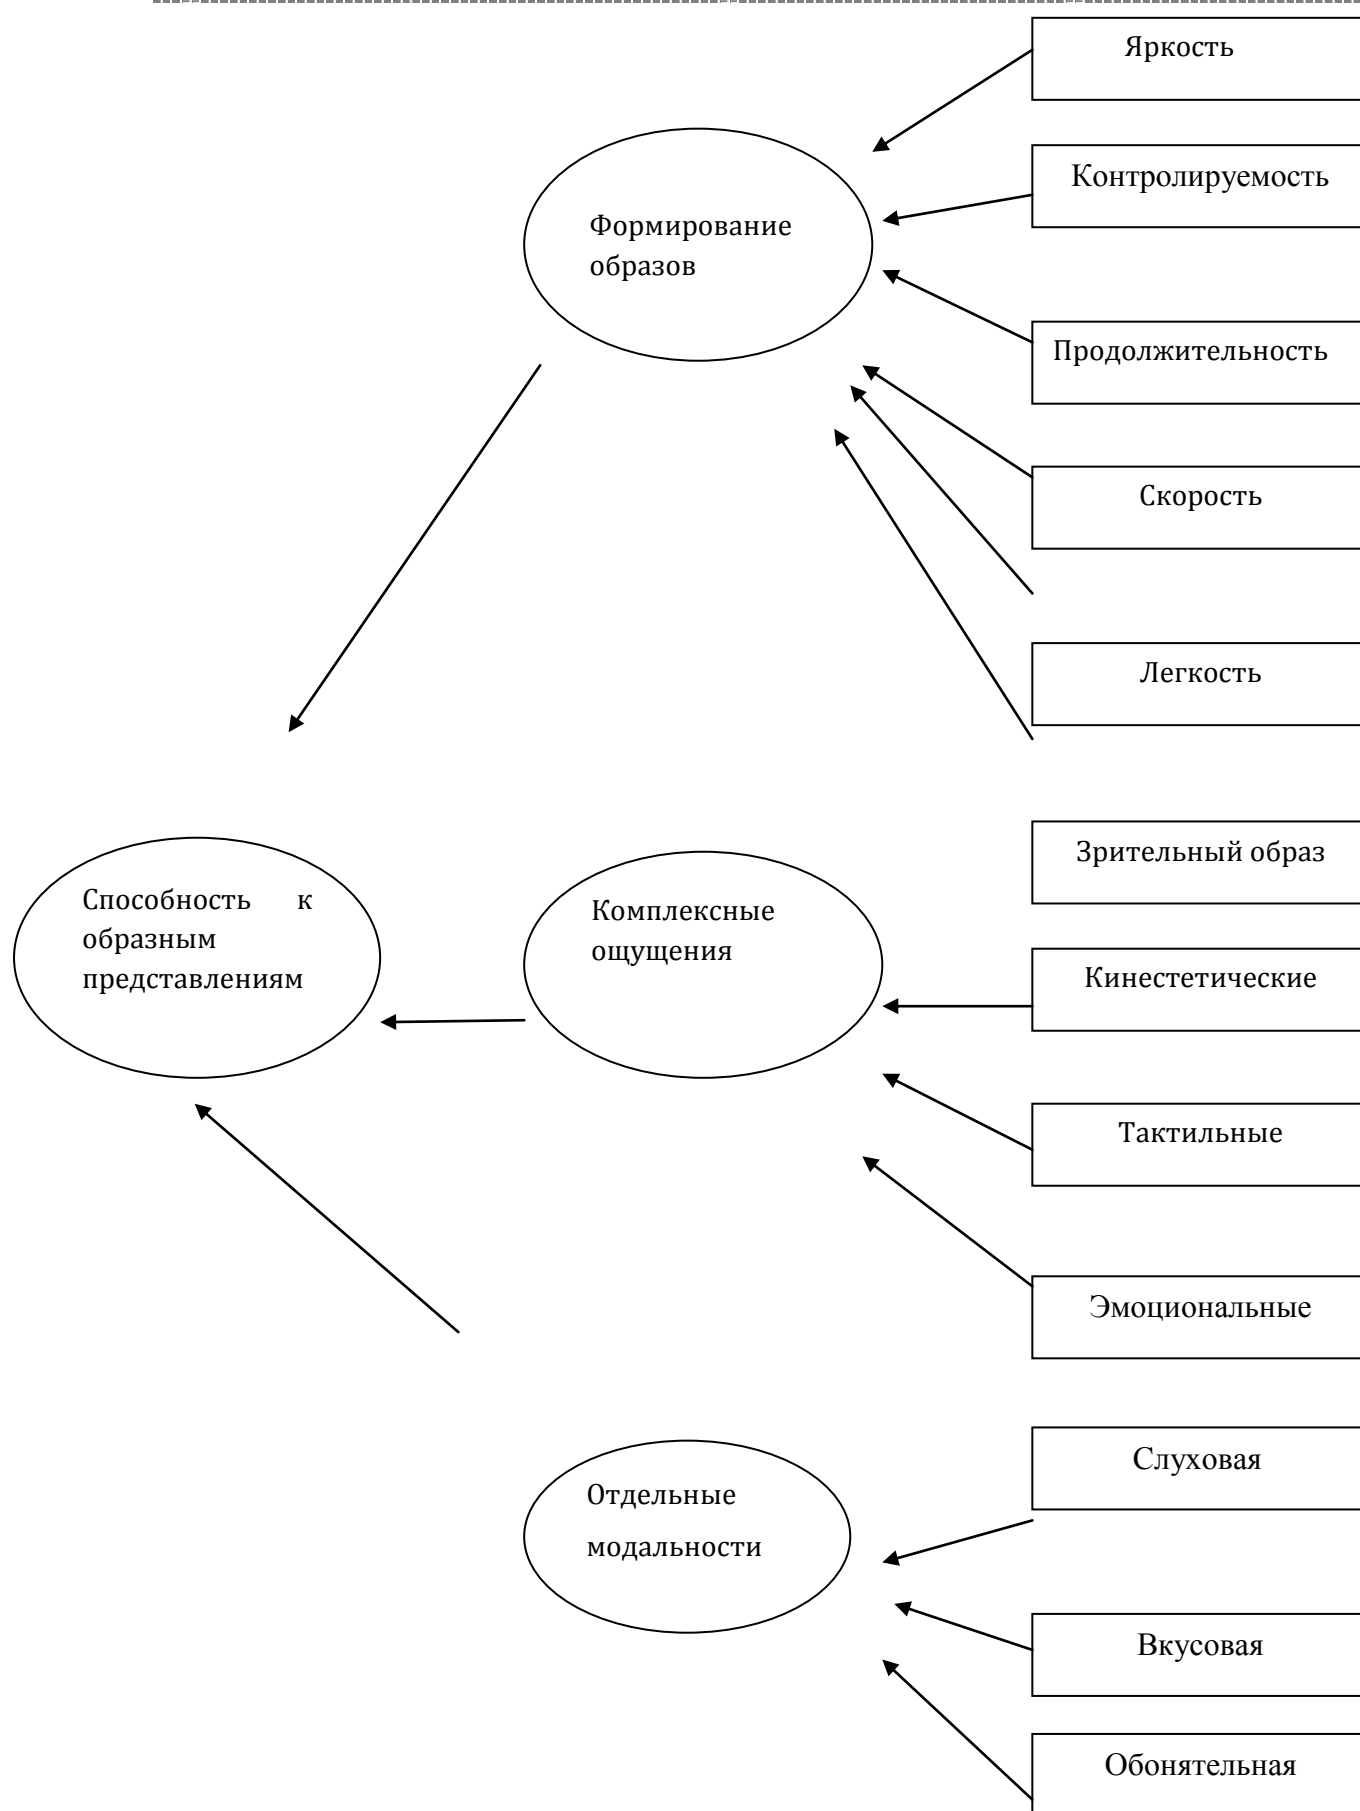 Яркость
Контролируемость
Формирование
образов
Продолжительность
Скорость
Легкость
Зрительный образ
Способность к
образным
представлениям
Комплексные
ощущения
Кинестетические
Тактильные
Эмоциональные
Слуховая
Отдельные
модальности
Вкусовая
Обонятельная